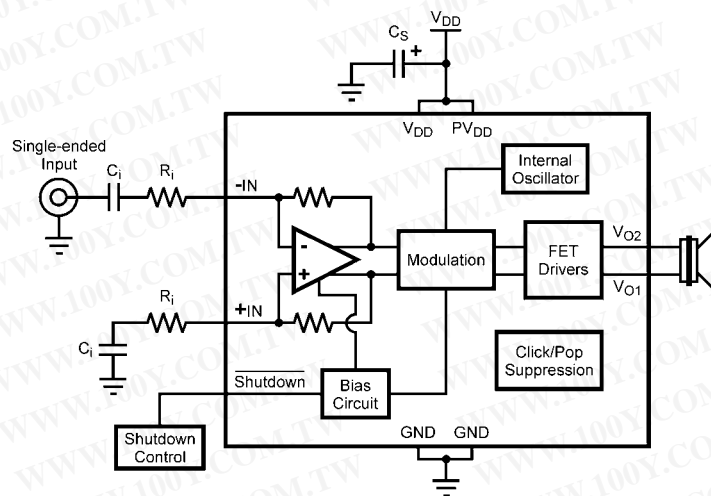 V_DD
C_S
+
V_DD PV_DD
Single-ended
Input
C_i
R_i
-IN
Internal
Oscillator
-
+
Modulation
FET
Drivers
V_O2
V_O1
R_i
+IN
C_i
Click/Pop
Suppression
Shutdown
Bias
Circuit
Shutdown
Control
GND GND
WWW.100Y.COM.TW